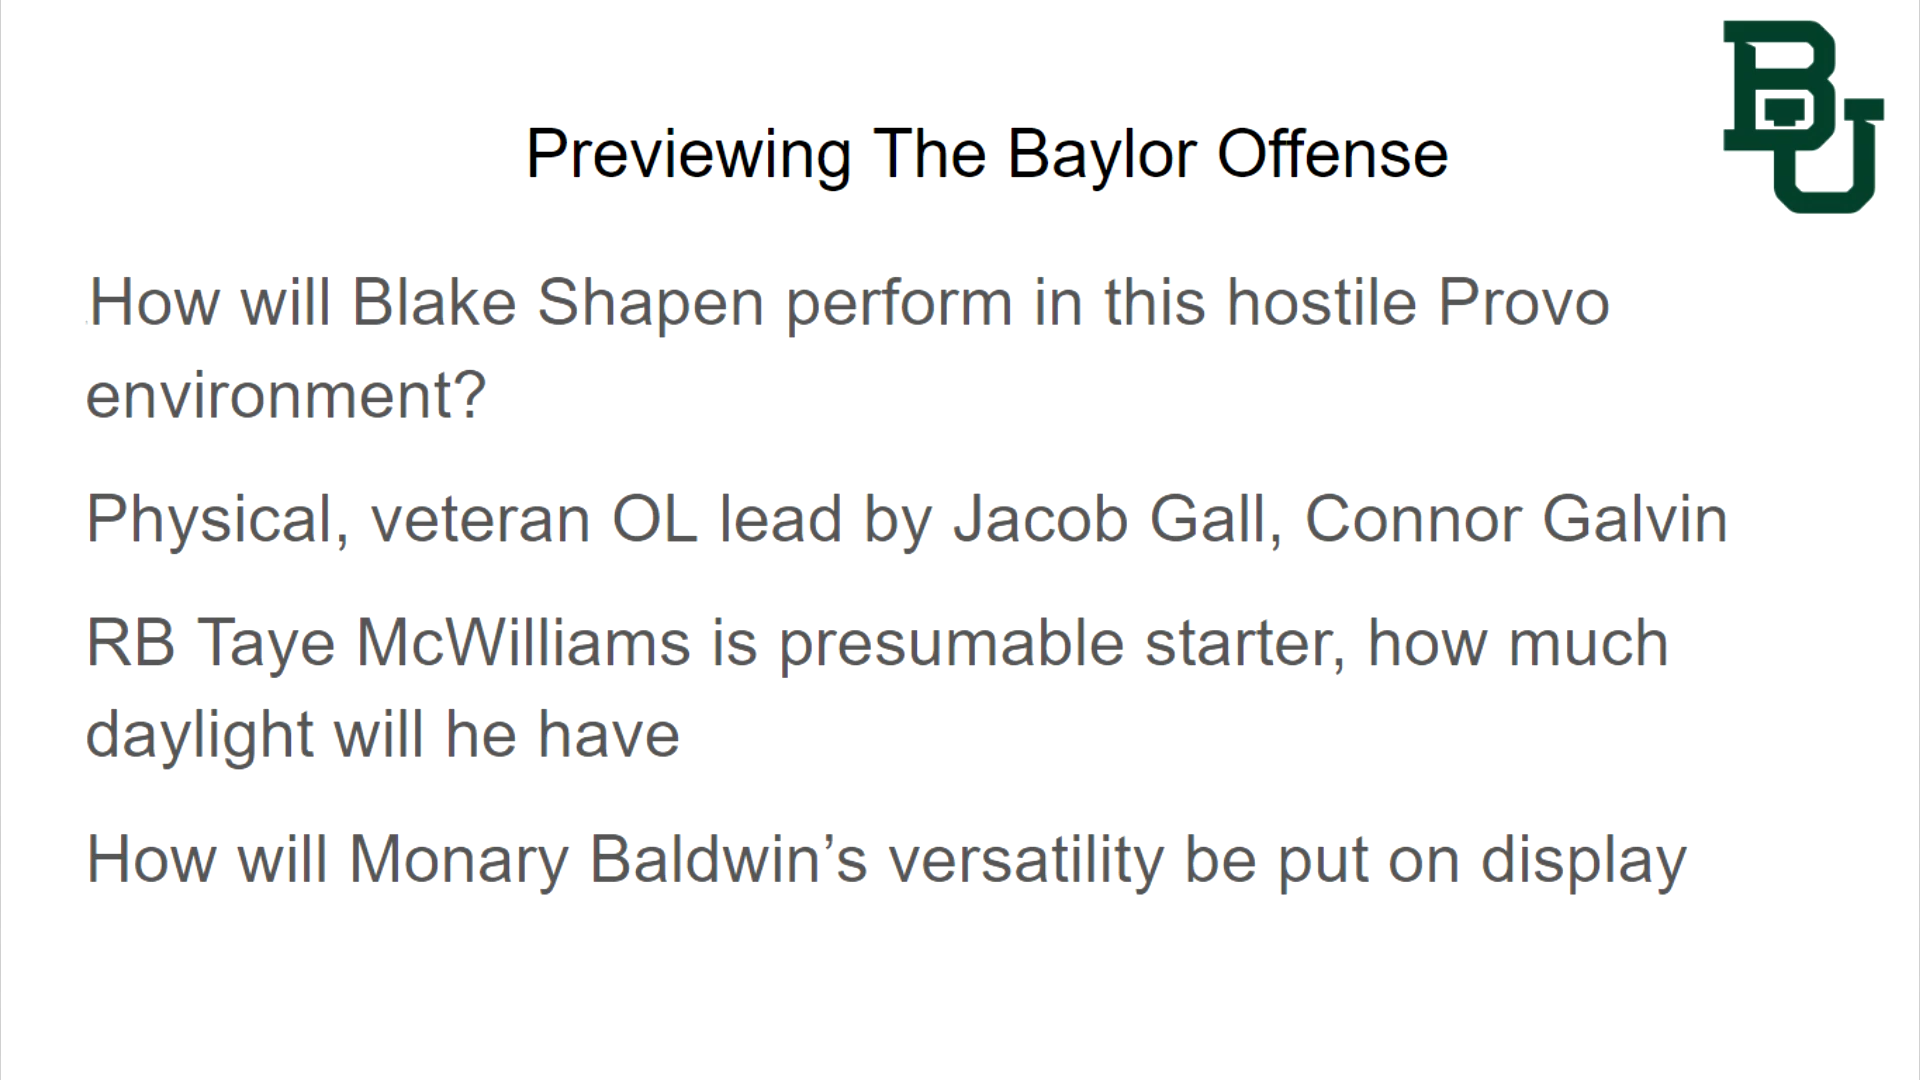 BU
Previewing The Baylor Offense
How will Blake Shapen perform in this hostile Provo
environment?
Physical, veteran OL lead by Jacob Gall, Connor Galvin
RB Taye McWilliams is presumable starter, how much
daylight will he have
How will Monary Baldwin’s versatility be put on display